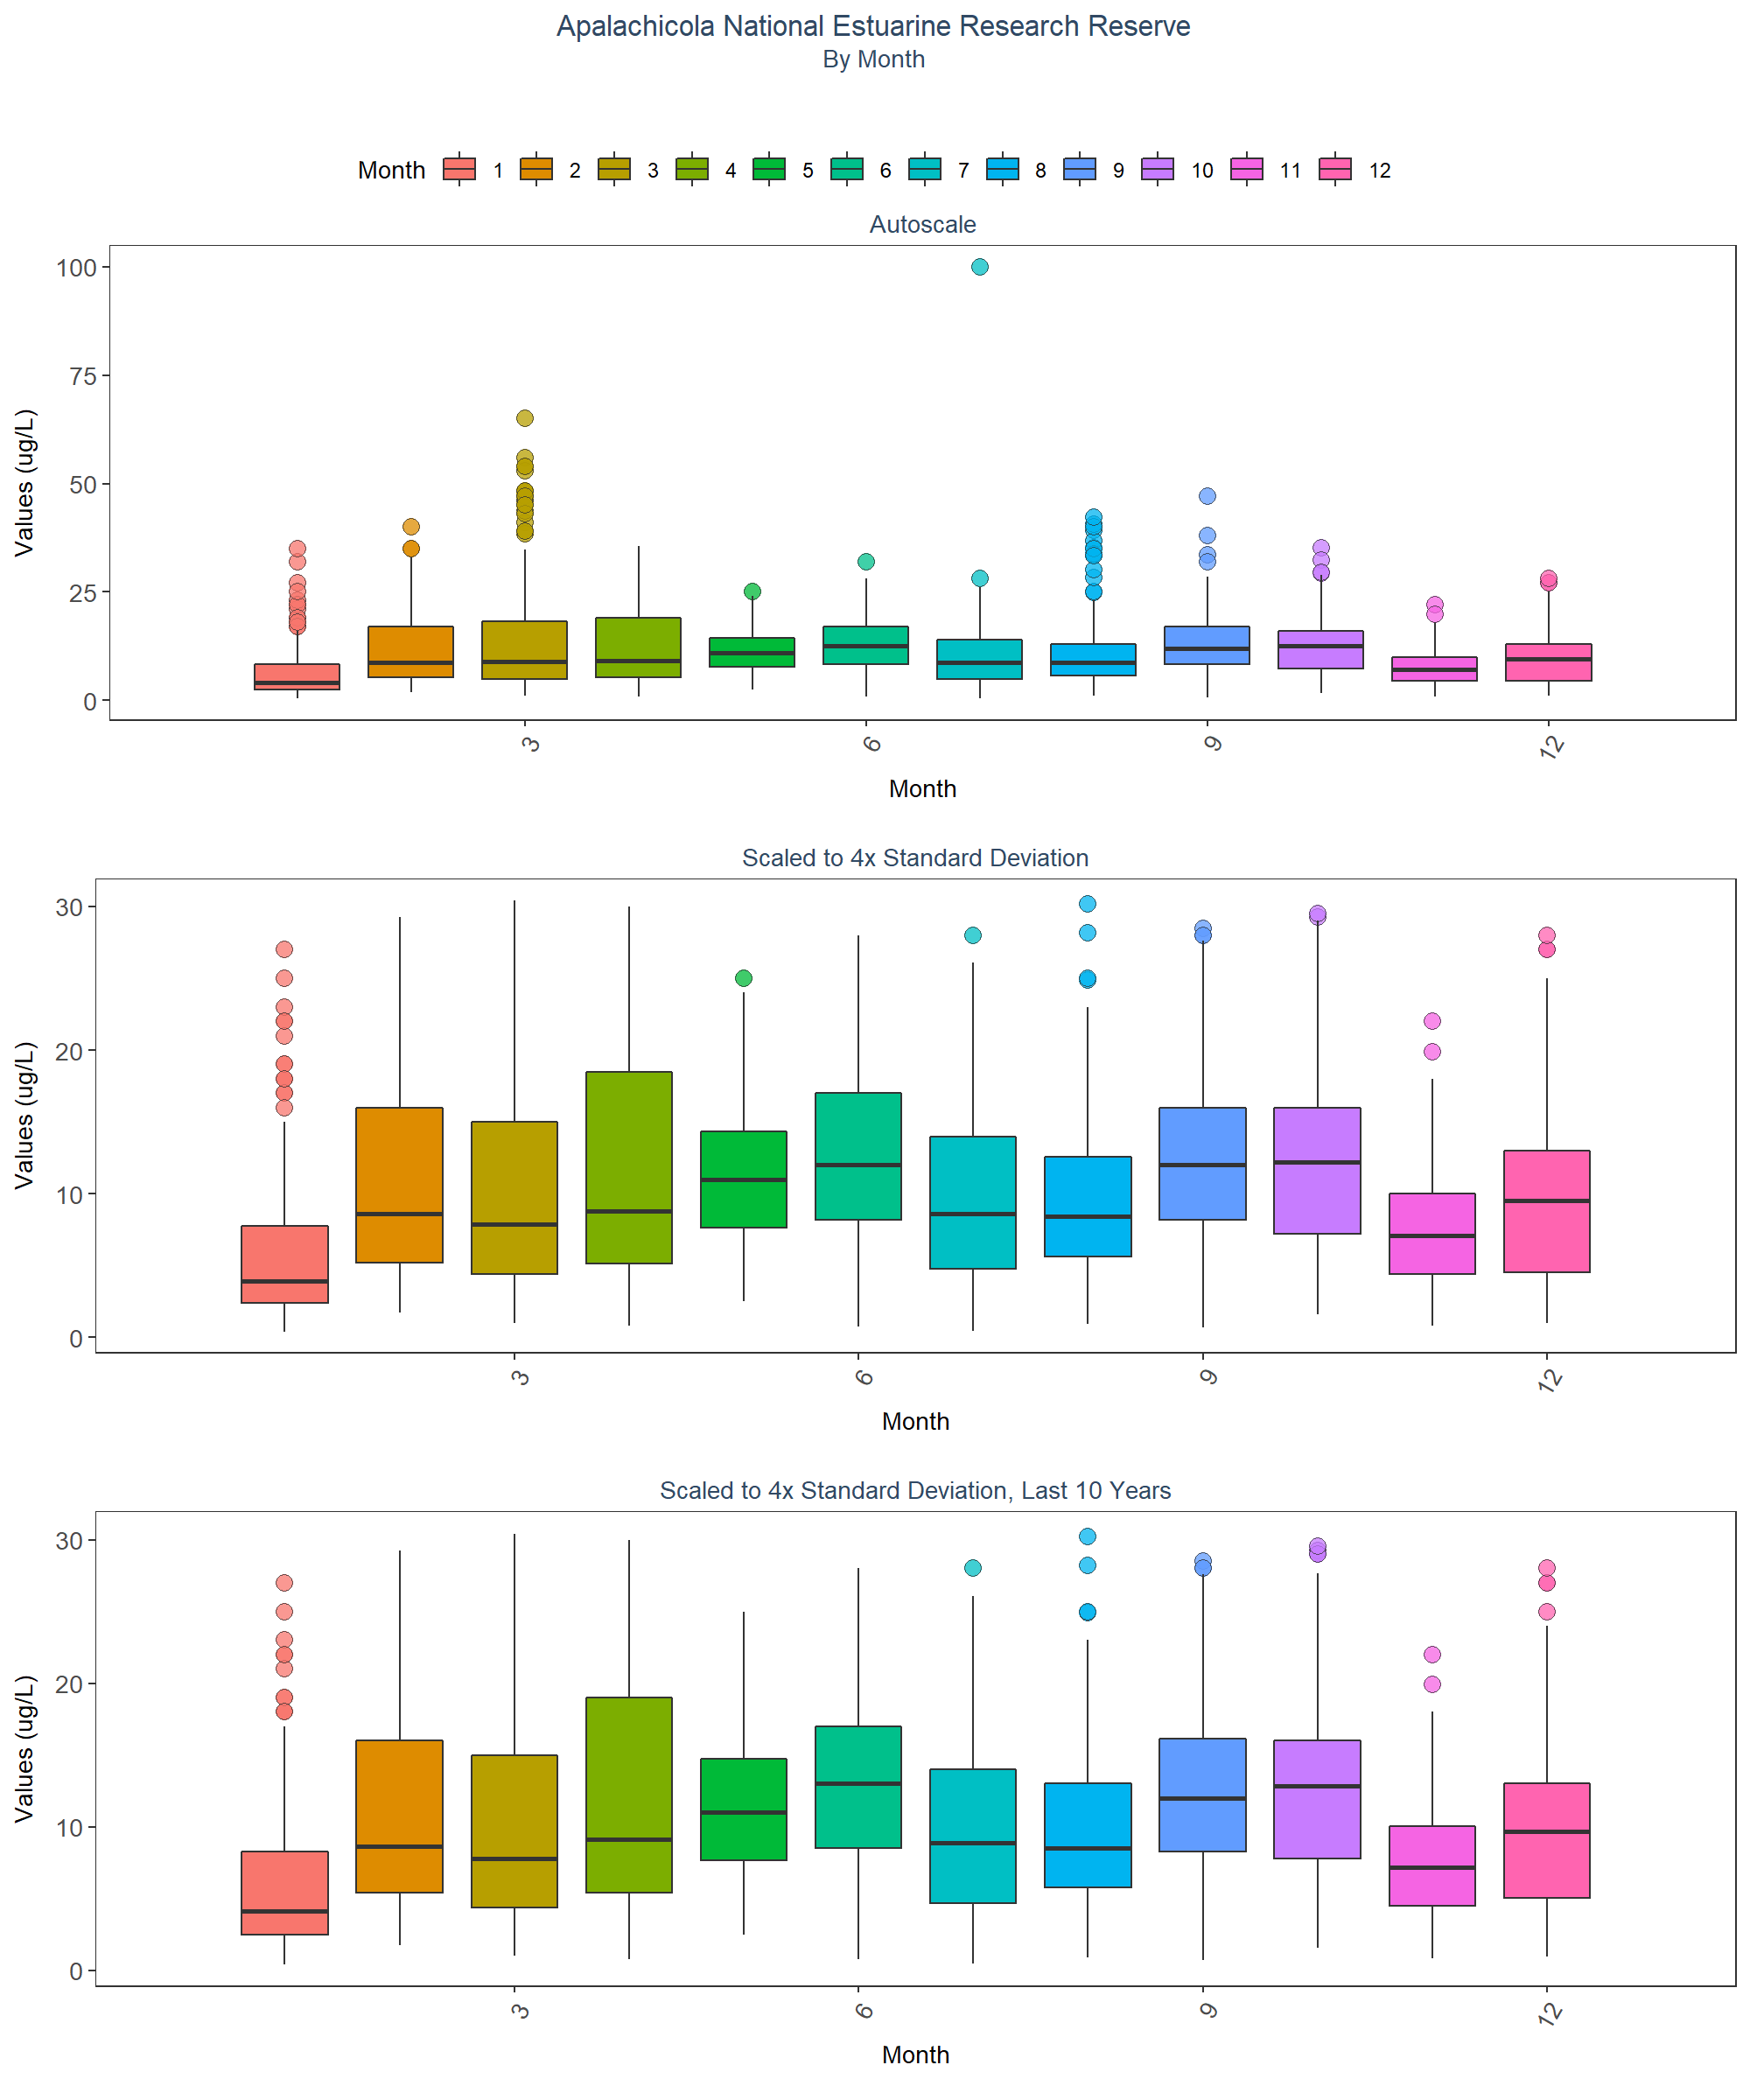 Apalachicola National Estuarine Research Reserve
By Month
Month 1 2 3 4 5 6 7 8 9 10 11 12
Autoscale
Values (ug/L)
100
75
50
25
0
3 6 9 12
Month
Scaled to 4x Standard Deviation
Values (ug/L)
30
20
10
0
3 6 9 12
Month
Scaled to 4x Standard Deviation, Last 10 Years
Values (ug/L)
30
20
10
0
3 6 9 12
Month